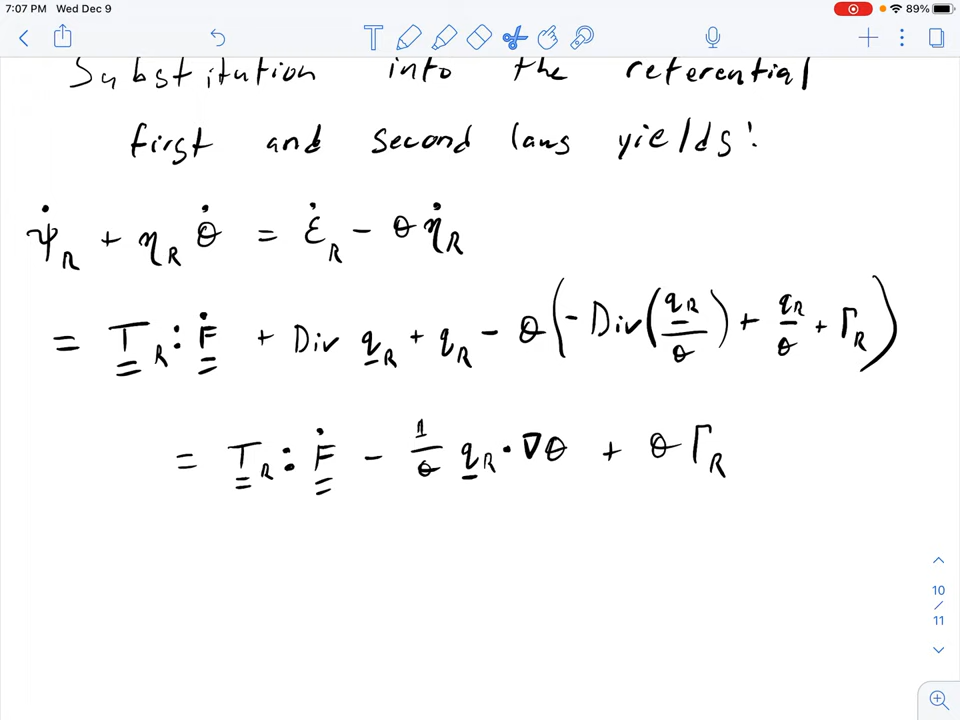 7:07 PM Wed Dec 9
89%
Substitution into the referential
first and second laws yields:
ψ̇_R + η_R θ̇ = ε̇_R - θ η̇_R
= T_R : Ḟ + Div q_R + q_R - θ(-Div(q_R/θ) + q_R/θ + Γ_R)
= T_R : Ḟ - 1/θ q_R · ∇θ + θ Γ_R
10
/
11